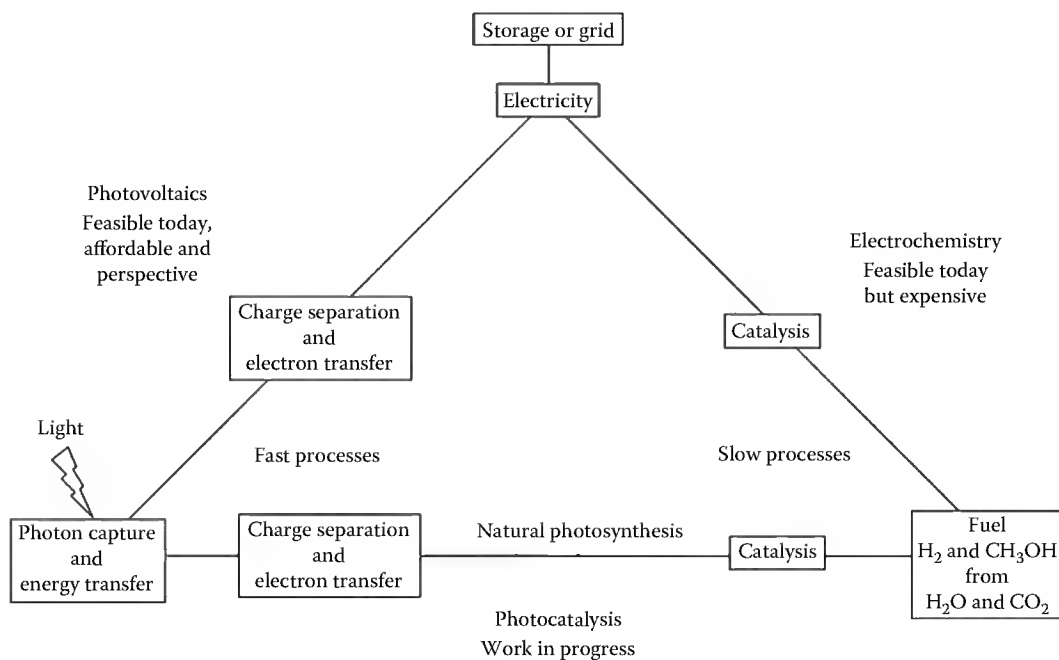 Storage or grid
Electricity
Photovoltaics
Feasible today,
affordable and
perspective
Electrochemistry
Feasible today
but expensive
Charge separation
and
electron transfer
Catalysis
Light
Fast processes
Slow processes
Photon capture
and
energy transfer
Charge separation
and
electron transfer
Natural photosynthesis
Catalysis
Fuel
H₂ and CH₃OH
from
H₂O and CO₂
Photocatalysis
Work in progress